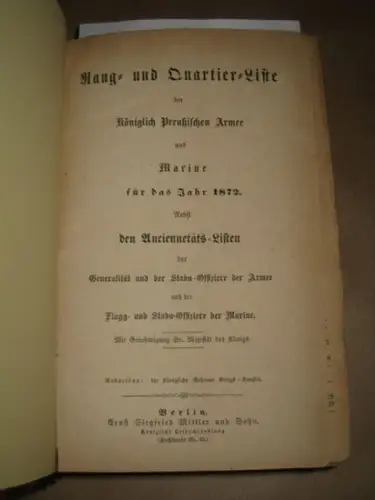 Rang- und Quartier-Liste
der
Königlich Preußischen Armee
und
Marine
für das Jahr 1872.
Nebst
den Anciennetäts-Listen
der
Generalität und der Stabs-Offiziere der Armee
und der
Flagg- und Stabs-Offiziere der Marine.
Mit Genehmigung Sr. Majestät des Königs.
Redaction: die Königliche Geheime Kriegs-Kanzlei.
Berlin.
Ernst Siegfried Mittler und Sohn.
Königliche Hofbuchhandlung